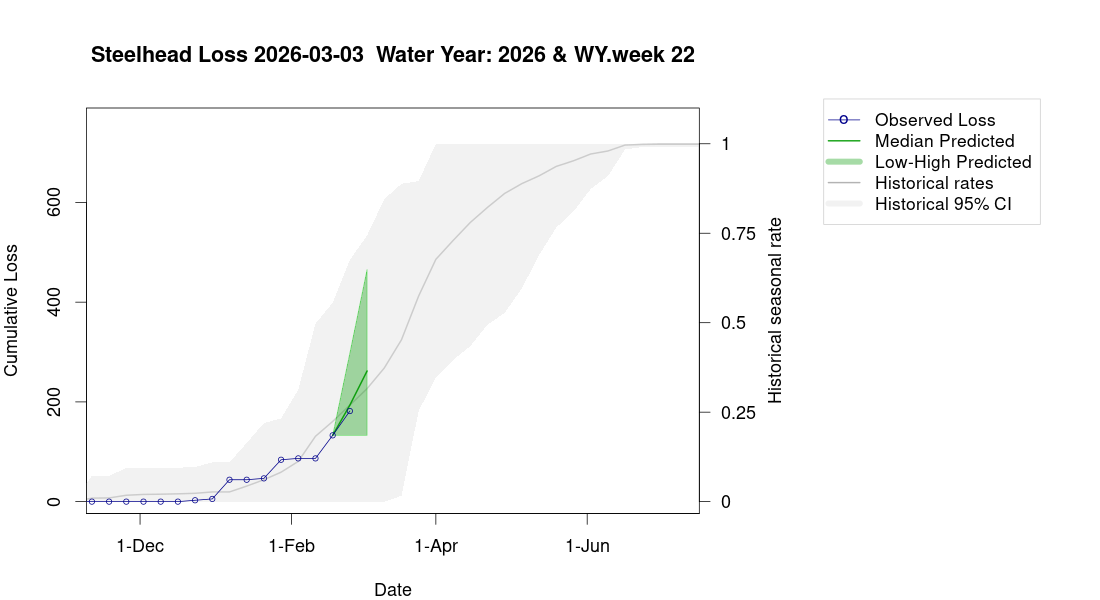 Steelhead Loss 2026-03-03  Water Year: 2026 & WY.week 22
Observed Loss
Median Predicted
Low-High Predicted
Historical rates
Historical 95% CI
Cumulative Loss
600
400
200
0
1
0.75
0.5
0.25
0
Historical seasonal rate
1-Dec
1-Feb
1-Apr
1-Jun
Date